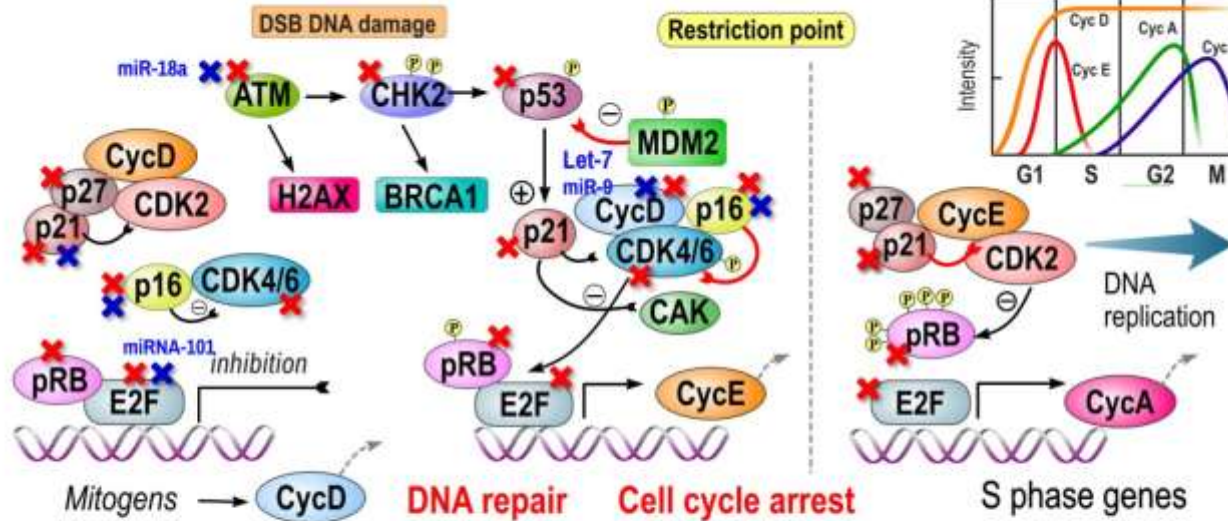 DSB DNA damage
Restriction point
miR-18a
ATM
CHK2
P P
p53
P
MDM2
P
H2AX
BRCA1
Let-7
miR-9
CycD
p27
CDK2
p21
p16
CDK4/6
−
+
p21
CycD
p16
CDK4/6
P
−
−
CAK
pRB
miRNA-101
inhibition
E2F
P
pRB
E2F
CycE
Mitogens
CycD
DNA repair
Cell cycle arrest
Intensity
Cyc D
Cyc E
Cyc A
Cyc
G1
S
G2
M
p27
CycE
p21
CDK2
DNA
replication
P P P
−
P
P
pRB
E2F
CycA
S phase genes